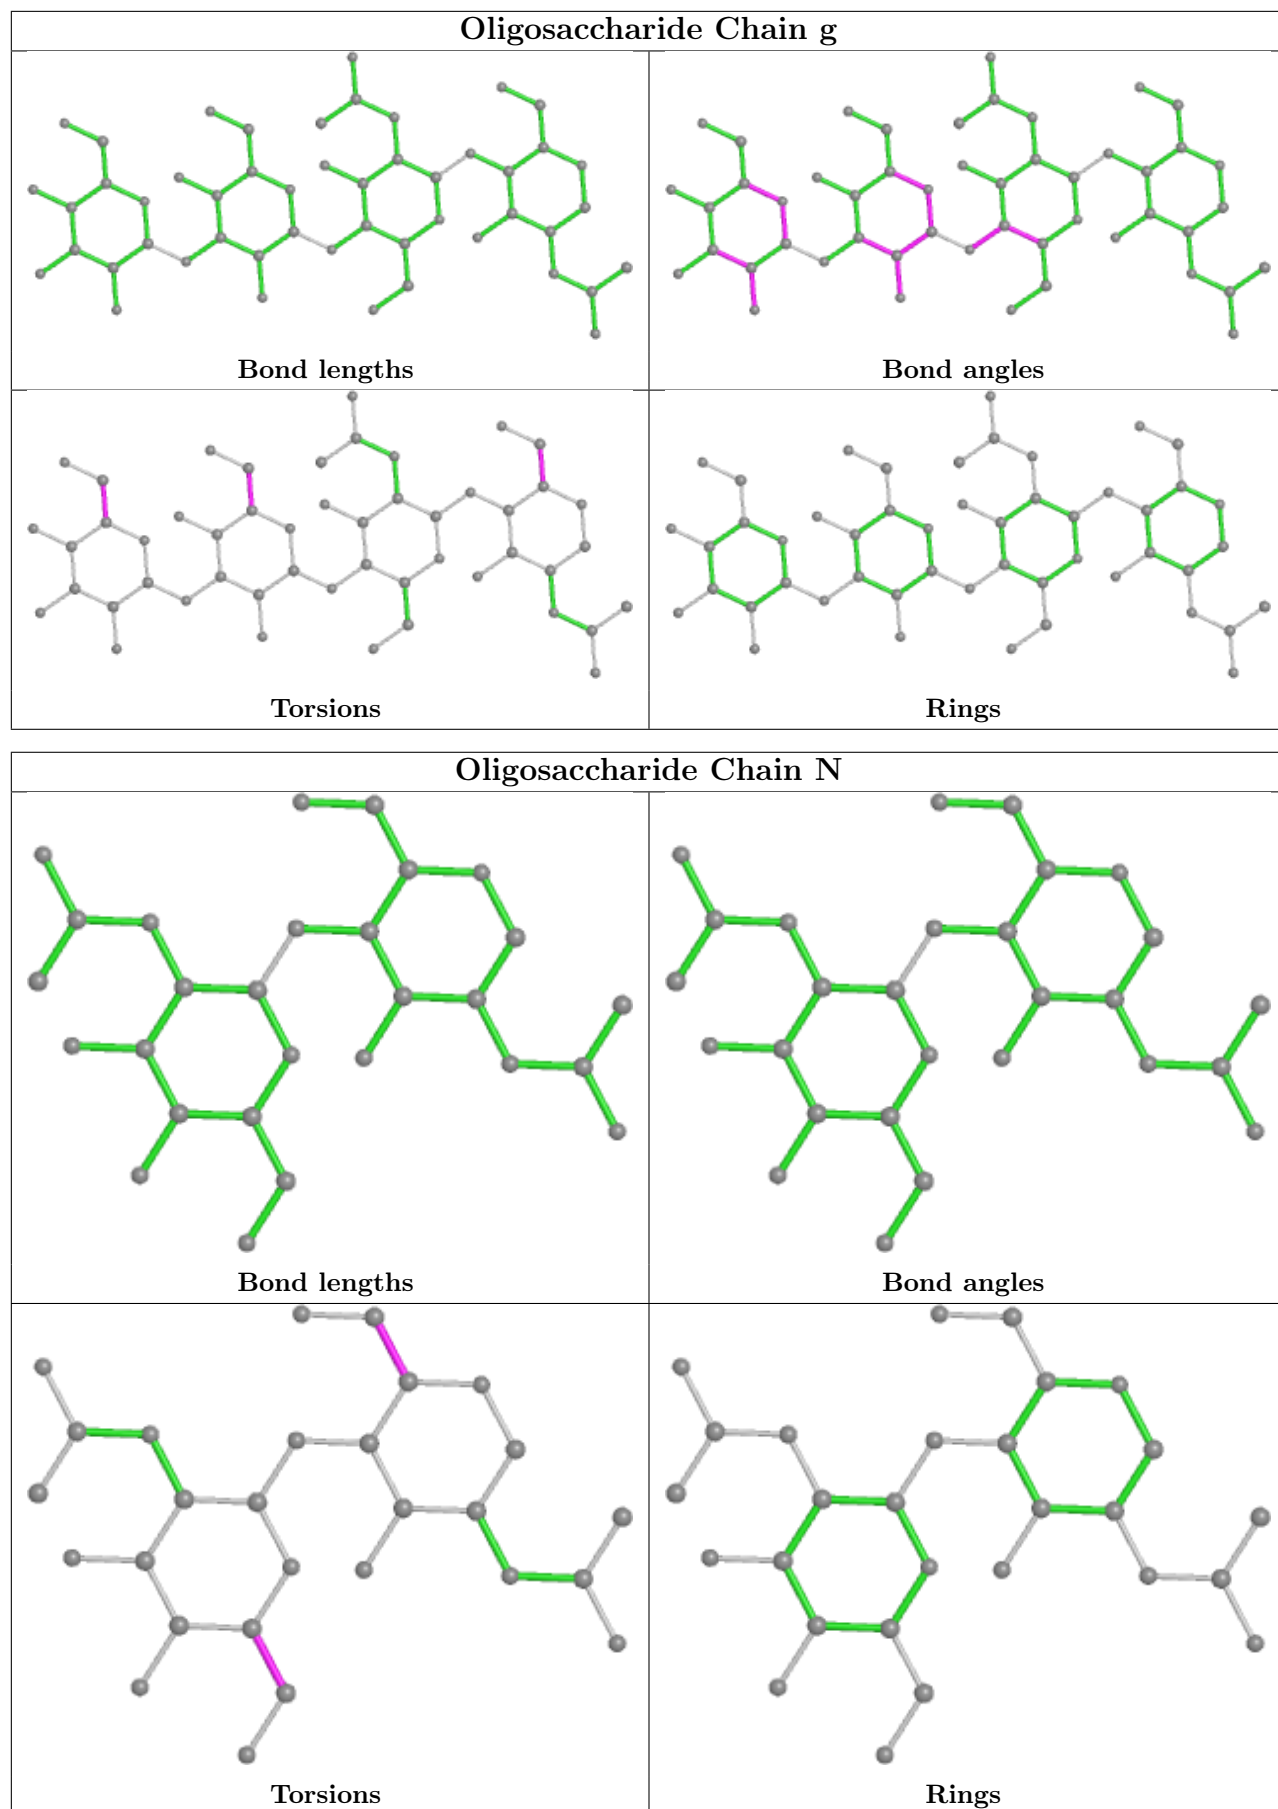 Oligosaccharide Chain g
Bond lengths
Bond angles
Torsions
Rings
Oligosaccharide Chain N
Bond lengths
Bond angles
Torsions
Rings